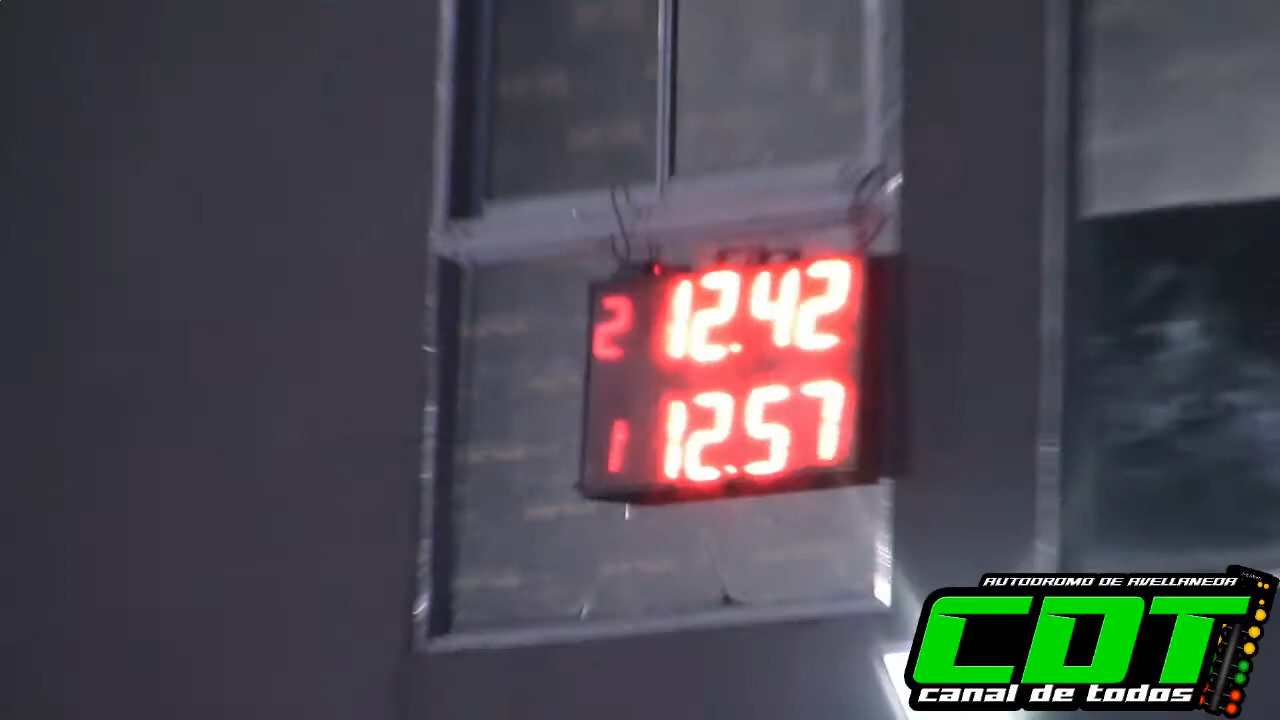 2 12.42
1 12.57
AUTODROMO DE AVELLANEDA
CDT
canal de todos